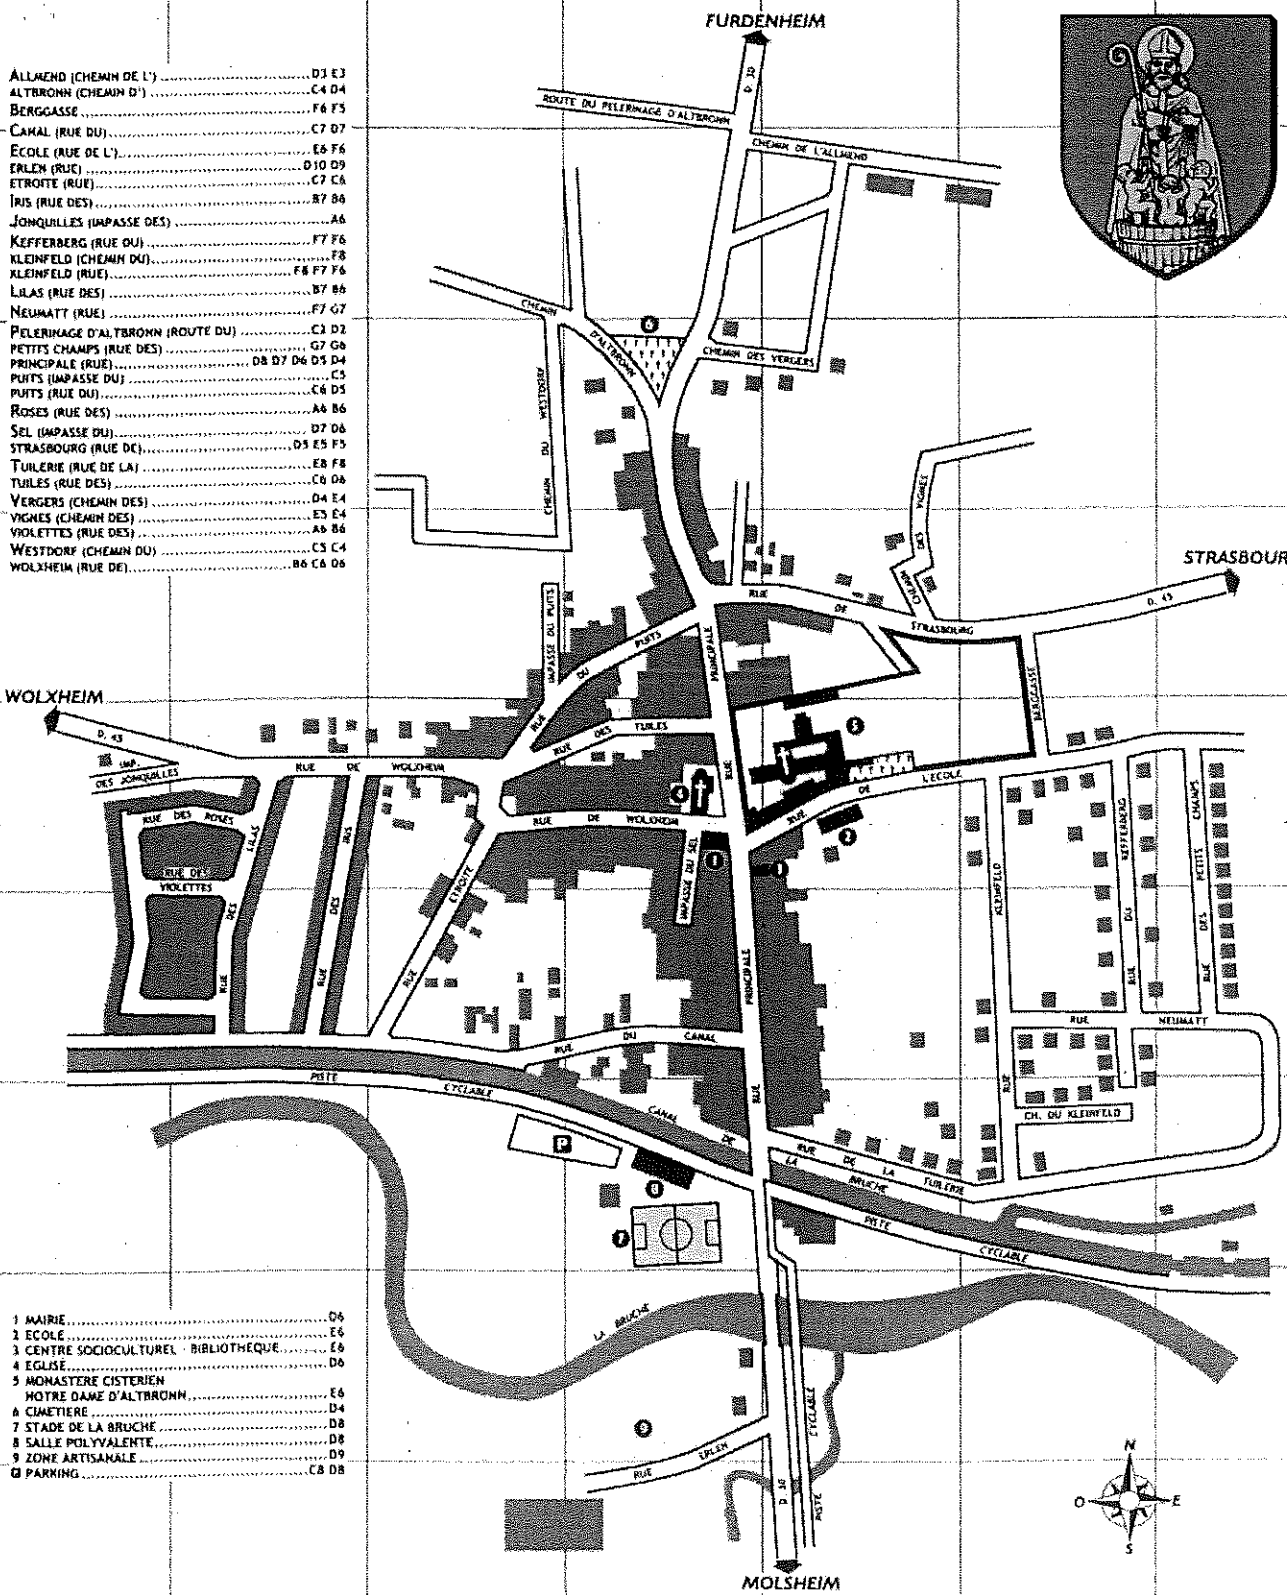 FURDENHEIM
ALLMEND (CHEMIN DE L') ........ D3 E3
ALTBRONN (CHEMIN D') ........ C4 D4
BERGGASSE ........ F6 F5
CANAL (RUE DU) ........ C7 D7
ECOLE (RUE DE L') ........ E6 F6
ERLEN (RUE) ........ D10 D9
ETROITE (RUE) ........ C7 C6
IRIS (RUE DES) ........ B7 B6
JONQUILLES (IMPASSE DES) ........ A6
KEFFERBERG (RUE DU) ........ F7 F6
KLEINFELD (CHEMIN DU) ........ F8
KLEINFELD (RUE) ........ F8 F7 F6
LILAS (RUE DES) ........ B7 B6
NEUMATT (RUE) ........ F7 G7
PELERINAGE D'ALTBRONN (ROUTE DU) ........ C2 D2
PETITS CHAMPS (RUE DES) ........ G7 G6
PRINCIPALE (RUE) ........ D8 D7 D6 D5 D4
PUITS (IMPASSE DU) ........ C5
PUITS (RUE DU) ........ C6 D5
ROSES (RUE DES) ........ A6 B6
SEL (IMPASSE DU) ........ D7 D6
STRASBOURG (RUE DE) ........ D5 E5 F5
TUILERIE (RUE DE LA) ........ E8 F8
TUILES (RUE DES) ........ C6 D6
VERGERS (CHEMIN DES) ........ D4 E4
VIGNES (CHEMIN DES) ........ E5 E4
VIOLETTES (RUE DES) ........ A6 B6
WESTDORF (CHEMIN DU) ........ C5 C4
WOLXHEIM (RUE DE) ........ B6 C6 D6
D. 30
ROUTE DU PELERINAGE D'ALTBRONN
CHEMIN DE L'ALLMEND
CHEMIN D'ALTBRONN
6
CHEMIN DES VERGERS
CHEMIN DU WESTDORF
CHEMIN DES VIGNES
STRASBOUR
D. 45
RUE DE STRASBOURG
IMPASSE DU PUITS
RUE DU PUITS
RUE PRINCIPALE
BERGGASSE
WOLXHEIM
D. 45
RUE DES TUILES
5
IMP. DES JONQUILLES
RUE DE WOLXHEIM
RUE DE L'ECOLE
4
RUE DES ROSES
RUE DES LILAS
RUE DES IRIS
RUE DE WOLXHEIM
2
1
IMPASSE DU SEL
RUE DES VIOLETTES
RUE ETROITE
RUE KLEINFELD
RUE DU KEFFERBERG
RUE DES PETITS CHAMPS
RUE PRINCIPALE
RUE NEUMATT
RUE DU CANAL
PISTE CYCLABLE
CANAL DE LA BRUCHE
CH. DU KLEINFELD
P
RUE DE LA TUILERIE
8
7
PISTE CYCLABLE
LA BRUCHE
1 MAIRIE ........ D6
2 ECOLE ........ E6
3 CENTRE SOCIOCULTUREL - BIBLIOTHEQUE ........ E6
4 EGLISE ........ D6
5 MONASTERE CISTERIEN
NOTRE DAME D'ALTBRONN ........ E6
6 CIMETIERE ........ D4
7 STADE DE LA BRUCHE ........ D8
8 SALLE POLYVALENTE ........ D8
9 ZONE ARTISANALE ........ D9
P PARKING ........ C8 D8
9
RUE ERLEN
PISTE CYCLABLE
D. 30
N
O E
S
MOLSHEIM